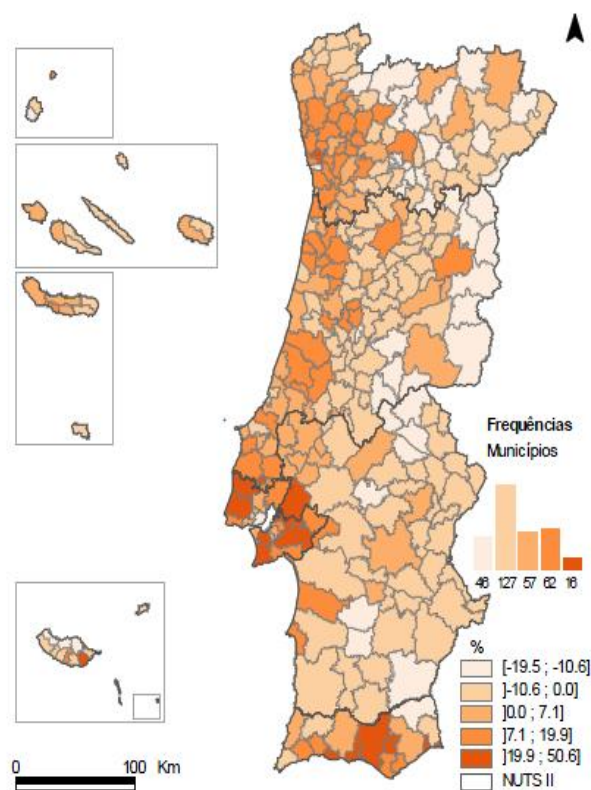 Frequências
Municípios
46 127 57 62 16
%
[-19.5 ; -10.6]
]-10.6 ; 0.0]
]0.0 ; 7.1]
]7.1 ; 19.9]
]19.9 ; 50.6]
NUTS II
0 100 Km